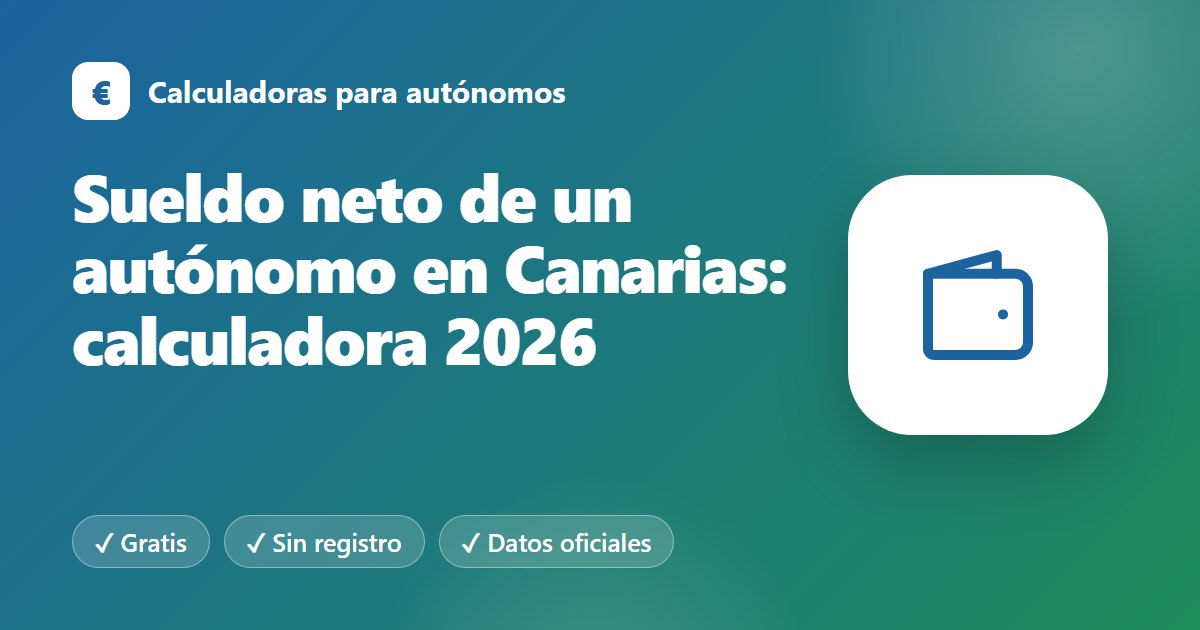 €
Calculadoras para autónomos
Sueldo neto de un
autónomo en Canarias:
calculadora 2026
✓ Gratis
✓ Sin registro
✓ Datos oficiales